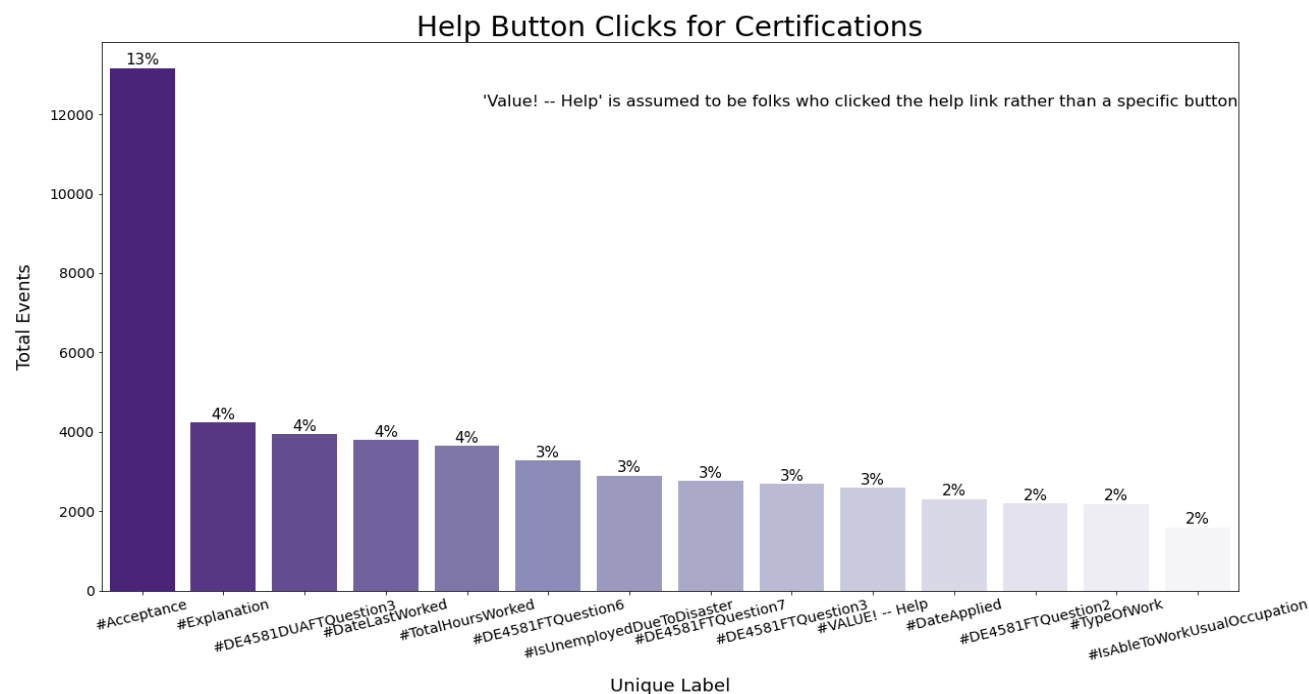 Help Button Clicks for Certifications
13%
'Value! -- Help' is assumed to be folks who clicked the help link rather than a specific button
12000
10000
8000
6000
4000
2000
0
Total Events
4%
4%
4%
4%
3%
3%
3%
3%
3%
2%
2%
2%
2%
#Acceptance
#Explanation
#DE4581DUAFTQuestion3
#DateLastWorked
#TotalHoursWorked
#DE4581FTQuestion6
#IsUnemployedDueToDisaster
#DE4581FTQuestion7
#DE4581FTQuestion3
#VALUE! -- Help
#DateApplied
#DE4581FTQuestion2
#TypeOfWork
#IsAbleToWorkUsualOccupation
Unique Label